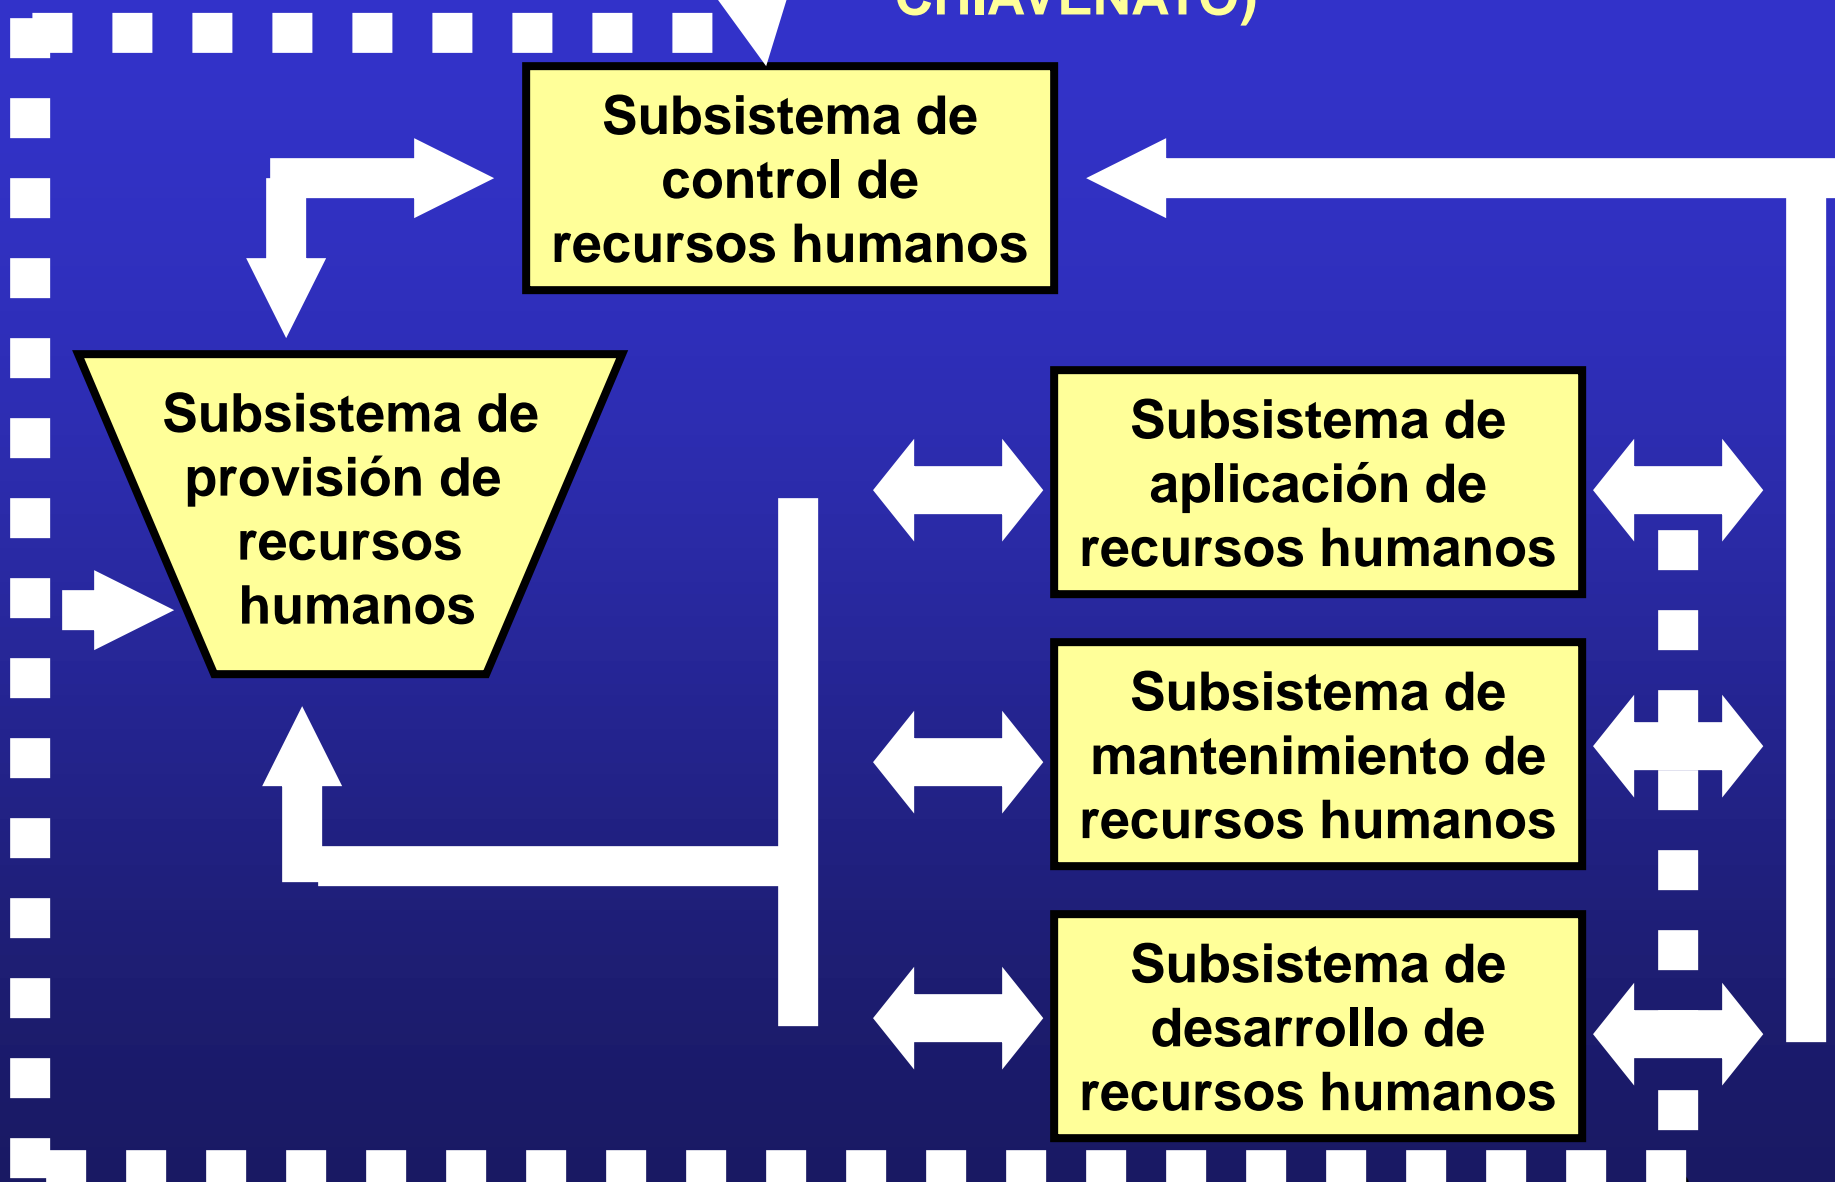 CHIAVENATO)
Subsistema de
control de
recursos humanos
Subsistema de
provisión de
recursos
humanos
Subsistema de
aplicación de
recursos humanos
Subsistema de
mantenimiento de
recursos humanos
Subsistema de
desarrollo de
recursos humanos